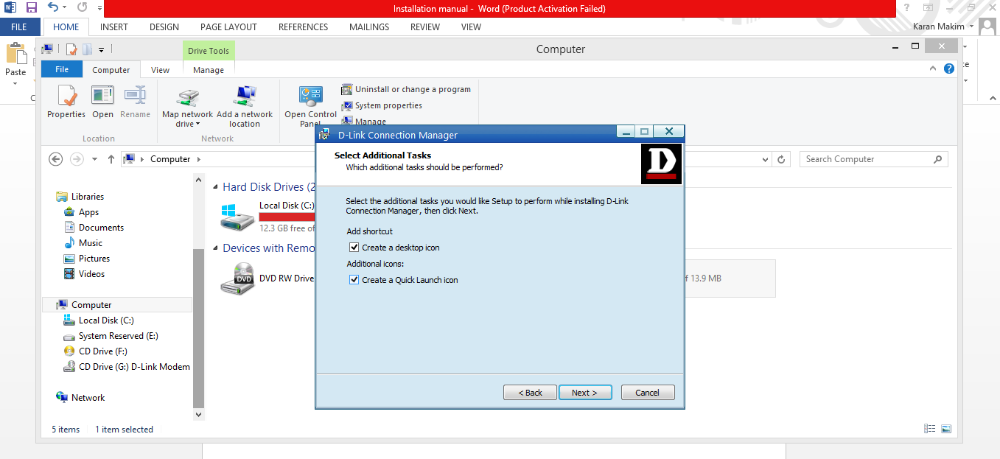 Installation manual - Word (Product Activation Failed)
FILE HOME INSERT DESIGN PAGE LAYOUT REFERENCES MAILINGS REVIEW VIEW Karan Makim
Paste
Drive Tools Computer
File Computer View Manage
Properties Open Rename
Map network drive
Add a network location
Open Control Panel
Uninstall or change a program
System properties
Manage
Location Network
Computer
Search Computer
Libraries
Apps
Documents
Music
Pictures
Videos
Computer
Local Disk (C:)
System Reserved (E:)
CD Drive (F:)
CD Drive (G:) D-Link Modem
Network
5 items 1 item selected
Hard Disk Drives (2
Local Disk (C:)
12.3 GB free of
Devices with Remo
DVD RW Drive
DVD
f 13.9 MB
D-Link Connection Manager
Select Additional Tasks
Which additional tasks should be performed?
D
Select the additional tasks you would like Setup to perform while installing D-Link
Connection Manager, then click Next.
Add shortcut
Create a desktop icon
Additional icons:
Create a Quick Launch icon
< Back Next > Cancel